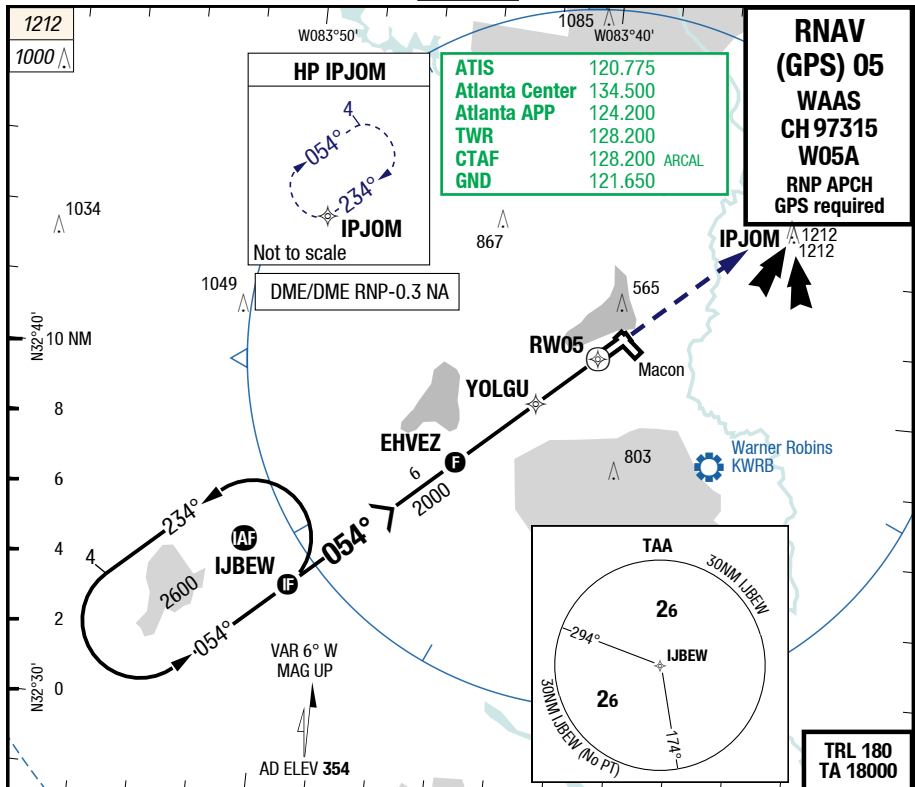 1212
1000
W083°50'
1085
W083°40'
RNAV
(GPS) 05
WAAS
CH 97315
W05A
RNP APCH
GPS required
HP IPJOM
4
054°
234°
IPJOM
Not to scale
ATIS 120.775
Atlanta Center 134.500
Atlanta APP 124.200
TWR 128.200
CTAF 128.200 ARCAL
GND 121.650
1034
867
IPJOM
1212
1212
1049
DME/DME RNP-0.3 NA
565
N32°40'
10 NM
RW05
Macon
YOLGU
8
EHVEZ
F
6
2000
803
Warner Robins
KWRB
6
234°
054°
IAF
IJBEW
IF
4
4
2600
054°
2
VAR 6° W
MAG UP
N32°30'
0
AD ELEV 354
TAA
30NM IJBEW
26
294°
IJBEW
26
30NM IJBEW (No PT)
174°
TRL 180
TA 18000